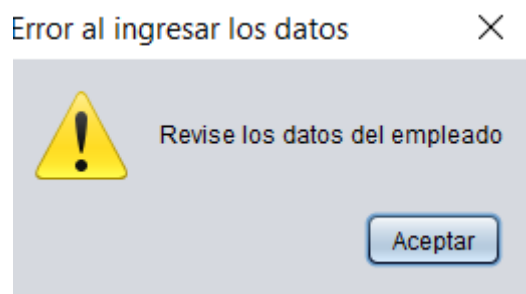 Error al ingresar los datos
Revise los datos del empleado
Aceptar